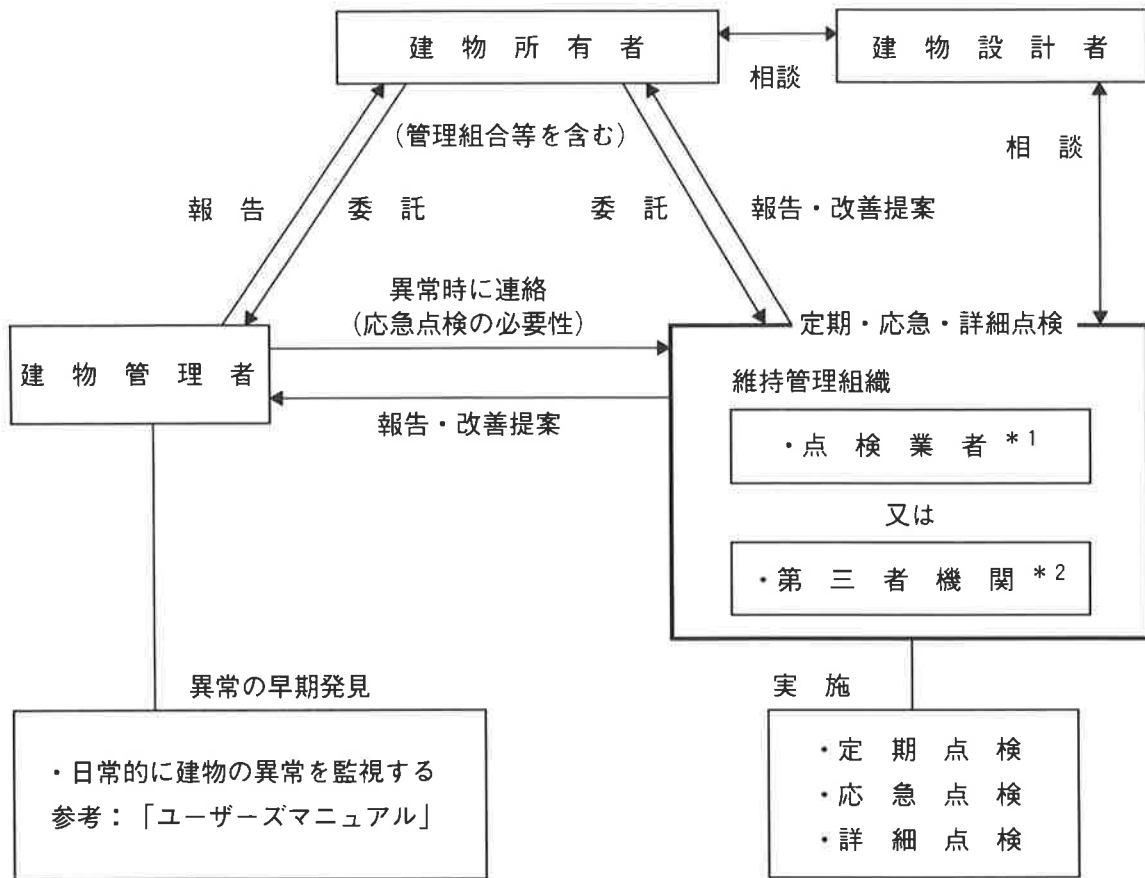 建物所有者
建物設計者
相談
(管理組合等を含む)
相談
報告
委託
委託
報告・改善提案
異常時に連絡
(応急点検の必要性)
定期・応急・詳細点検
建物管理者
維持管理組織
報告・改善提案
・点検業者*1
又は
・第三者機関*2
異常の早期発見
実施
・日常的に建物の異常を監視する
参考：「ユーザーズマニュアル」
・定期点検
・応急点検
・詳細点検